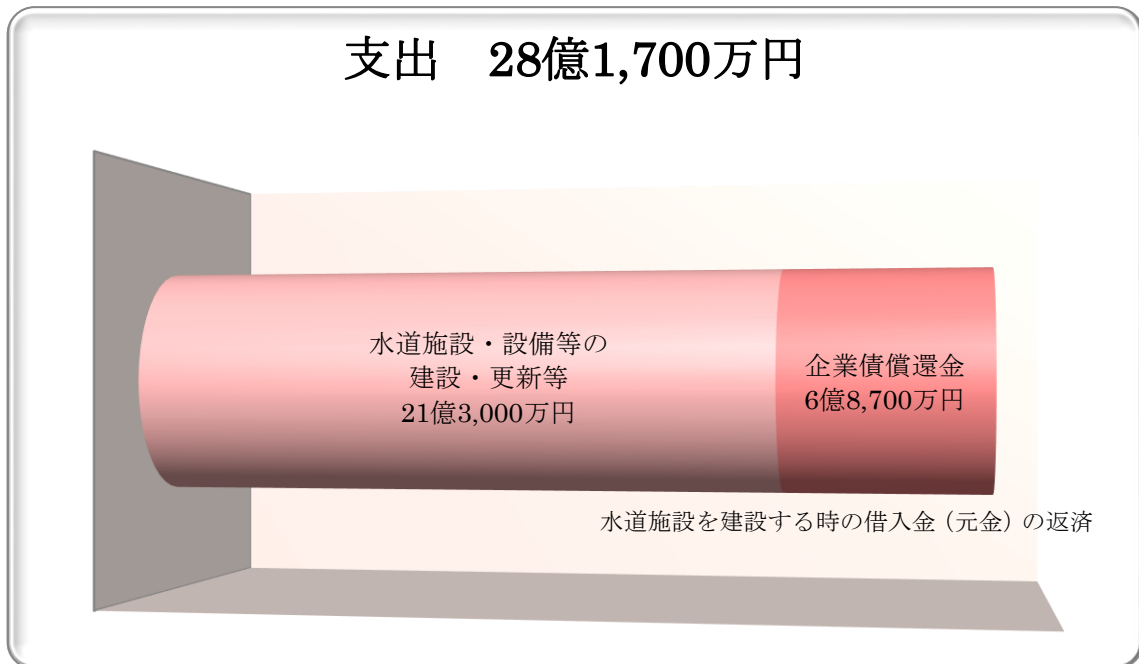 支出　28億1,700万円
水道施設・設備等の
建設・更新等
21億3,000万円
企業債償還金
6億8,700万円
水道施設を建設する時の借入金（元金）の返済